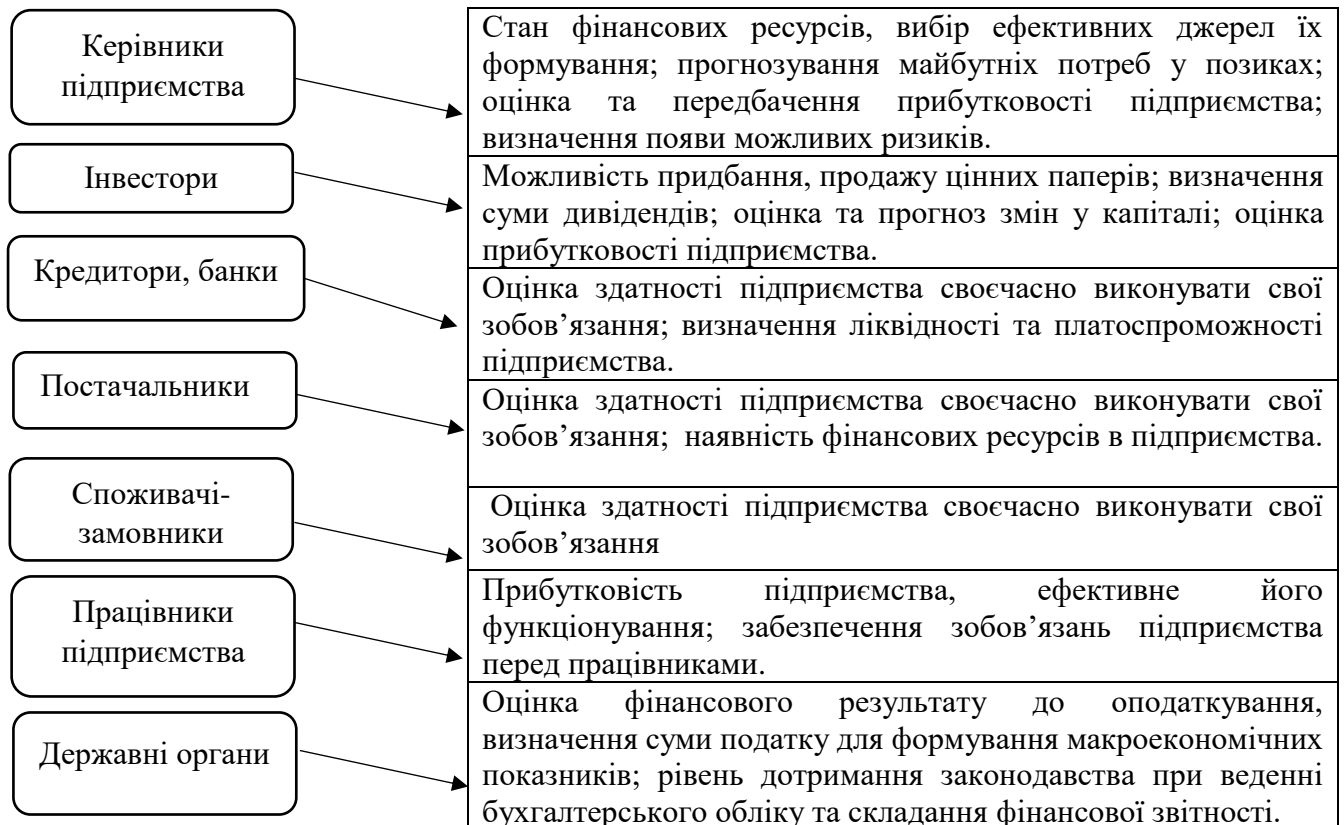 Керівники
підприємства
Стан фінансових ресурсів, вибір ефективних джерел їх
формування; прогнозування майбутніх потреб у позиках;
оцінка та передбачення прибутковості підприємства;
визначення появи можливих ризиків.
Інвестори
Можливість придбання, продажу цінних паперів; визначення
суми дивідендів; оцінка та прогноз змін у капіталі; оцінка
прибутковості підприємства.
Кредитори, банки
Оцінка здатності підприємства своєчасно виконувати свої
зобов’язання; визначення ліквідності та платоспроможності
підприємства.
Постачальники
Оцінка здатності підприємства своєчасно виконувати свої
зобов’язання; наявність фінансових ресурсів в підприємства.
Споживачі-
замовники
Оцінка здатності підприємства своєчасно виконувати свої
зобов’язання
Працівники
підприємства
Прибутковість підприємства, ефективне його
функціонування; забезпечення зобов’язань підприємства
перед працівниками.
Державні органи
Оцінка фінансового результату до оподаткування,
визначення суми податку для формування макроекономічних
показників; рівень дотримання законодавства при веденні
бухгалтерського обліку та складання фінансової звітності.